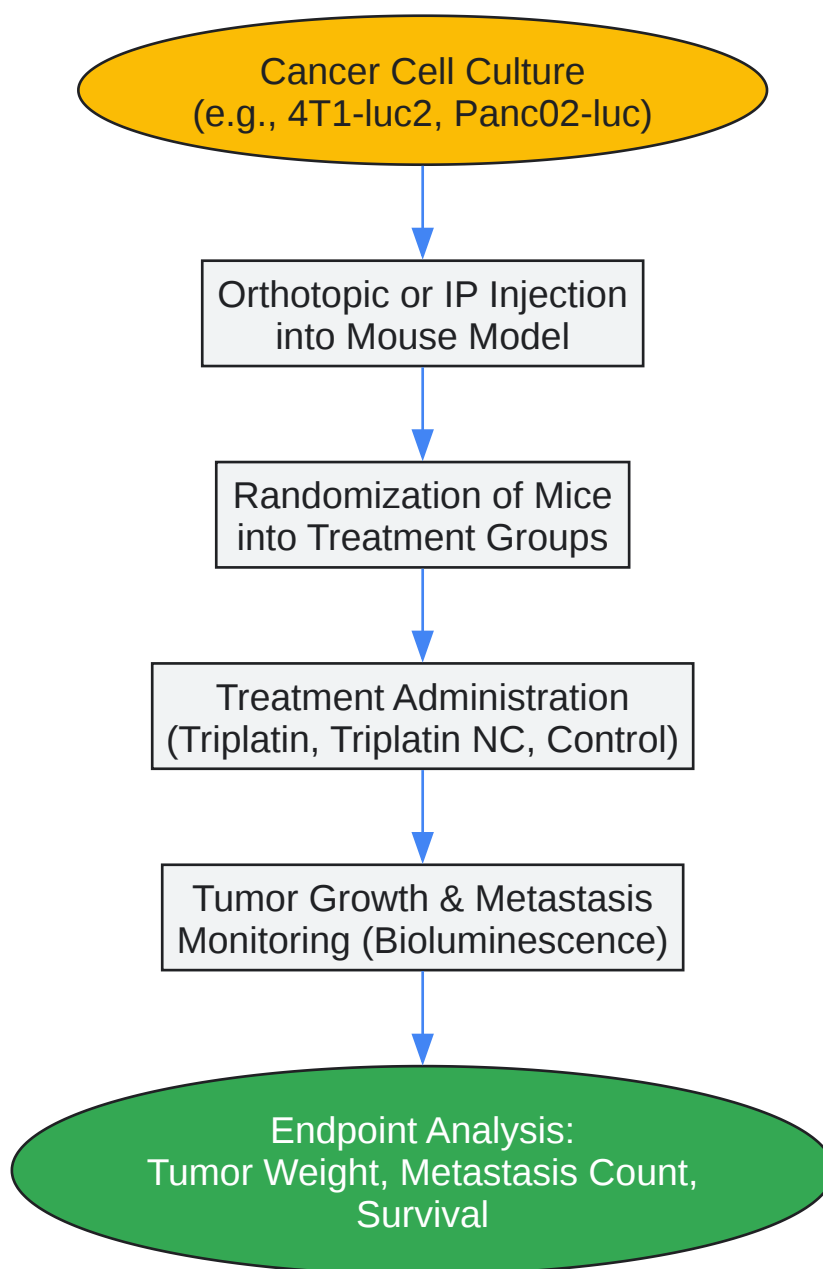 Cancer Cell Culture
(e.g., 4T1-luc2, Panc02-luc)
Orthotopic or IP Injection
into Mouse Model
Randomization of Mice
into Treatment Groups
Treatment Administration
(Triplatin, Triplatin NC, Control)
Tumor Growth & Metastasis
Monitoring (Bioluminescence)
Endpoint Analysis:
Tumor Weight, Metastasis Count,
Survival